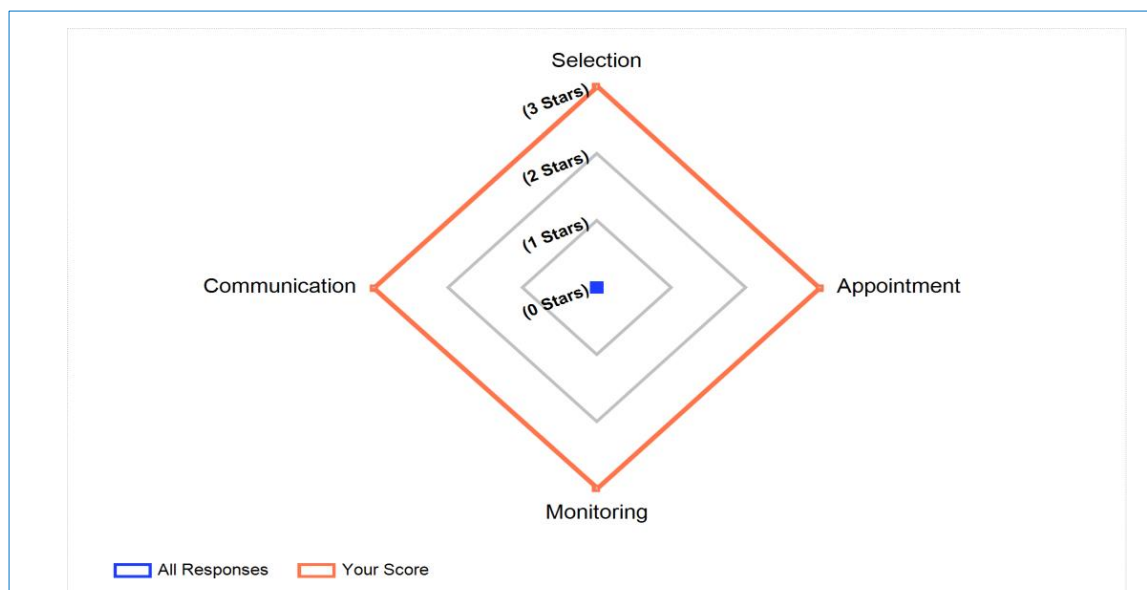 Selection
(3 Stars)
(2 Stars)
(1 Stars)
Communication
(0 Stars)
Appointment
Monitoring
All Responses
Your Score